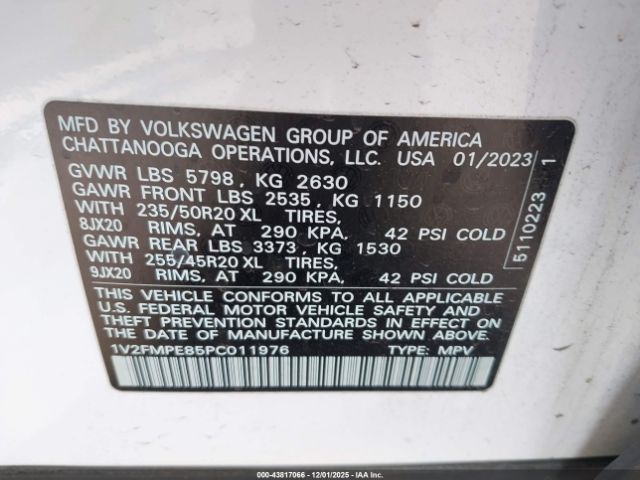 MFD BY VOLKSWAGEN GROUP OF AMERICA
CHATTANOOGA OPERATIONS, LLC. USA 01/2023
GVWR LBS 5798, KG 2630
GAWR FRONT LBS 2535, KG 1150
WITH 235/50R20 XL TIRES,
8JX20 RIMS, AT 290 KPA, 42 PSI COLD
GAWR REAR LBS 3373, KG 1530
WITH 255/45R20 XL TIRES,
9JX20 RIMS, AT 290 KPA, 42 PSI COLD
THIS VEHICLE CONFORMS TO ALL APPLICABLE
U.S. FEDERAL MOTOR VEHICLE SAFETY AND
THEFT PREVENTION STANDARDS IN EFFECT ON
THE DATE OF MANUFACTURE SHOWN ABOVE.
1V2FMPE85PC011976 TYPE: MPV
5110223 1
000-43817066 - 12/01/2025 - IAA Inc.